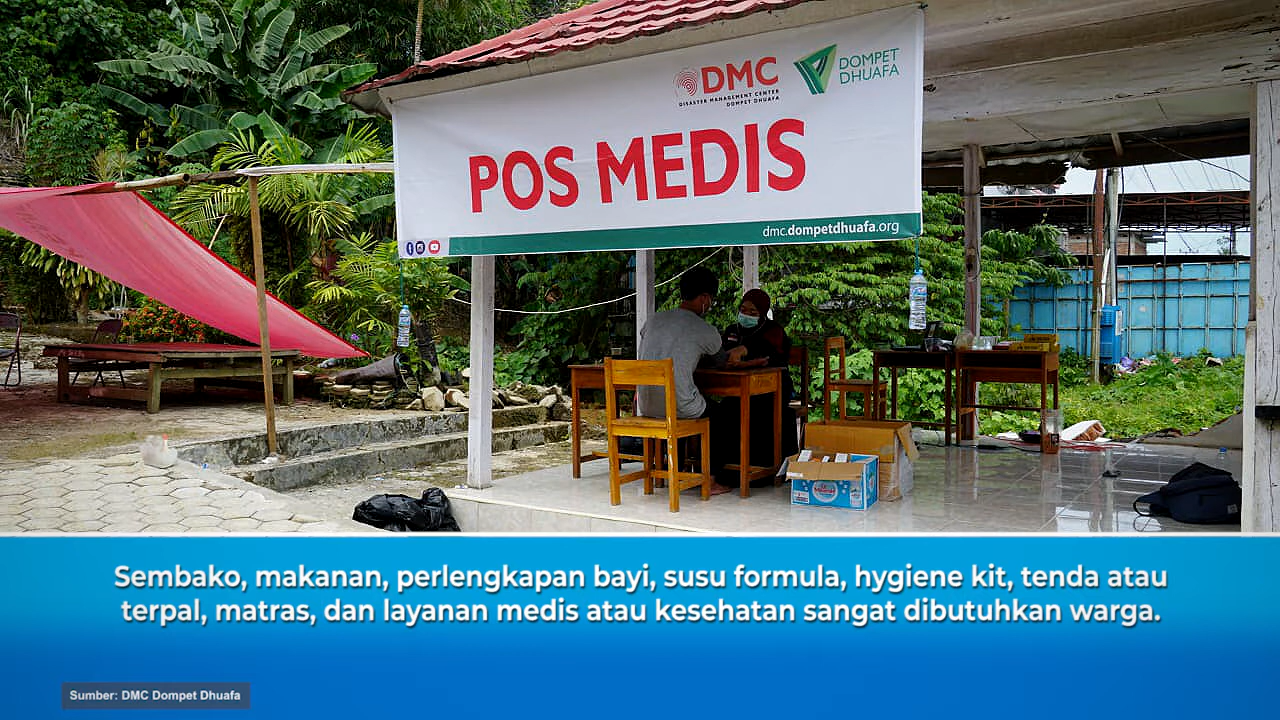 DMC
DISASTER MANAGEMENT CENTER
DOMPET DHUAFA
DOMPET
DHUAFA
POS MEDIS
dmc.dompetdhuafa.org
Sembako, makanan, perlengkapan bayi, susu formula, hygiene kit, tenda atau
terpal, matras, dan layanan medis atau kesehatan sangat dibutuhkan warga.
Sumber: DMC Dompet Dhuafa